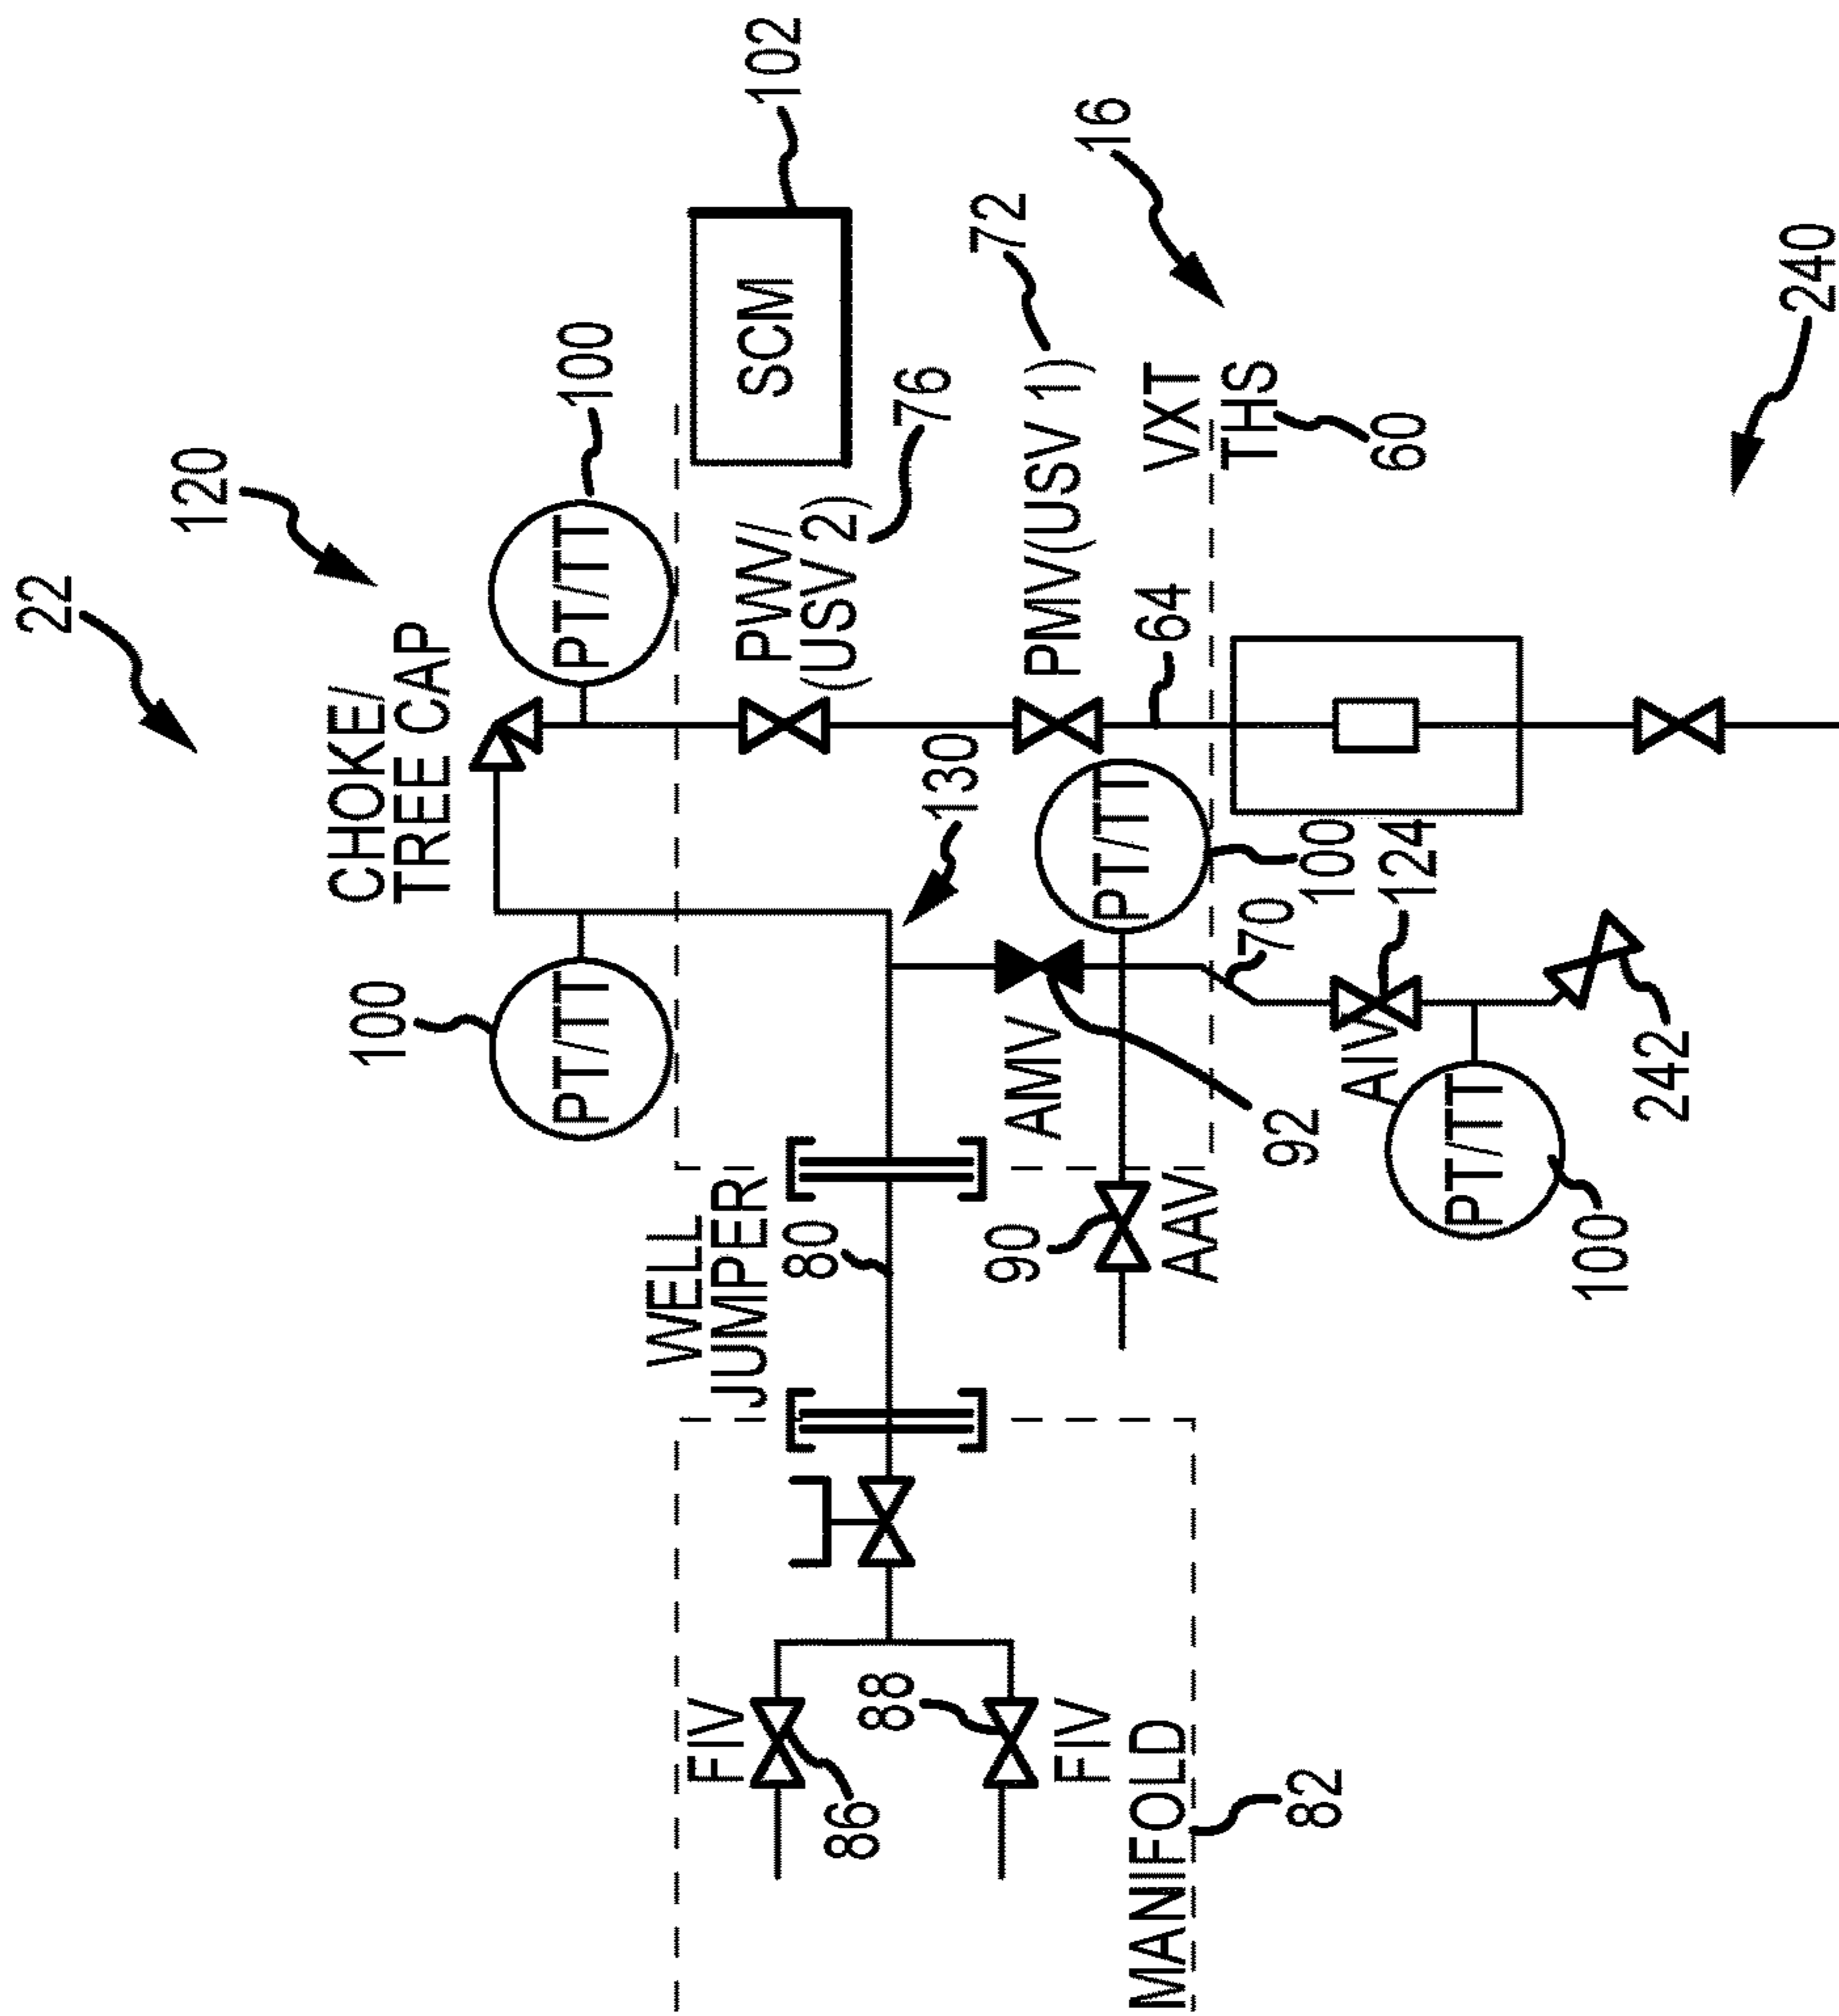 22
120
CHOKE/
TREE CAP
100
PT/TT
102
SCM
PWV/
(USV 2)
76
72
PMV(USV 1)
16
VXT
THS
60
64
240
100
PT/TT
130
PT/TT
100
124
70
AMV
92
AIV
242
PT/TT
100
WELL
JUMPER
80
90
AAV
FIV
86
88
FIV
MANIFOLD
82